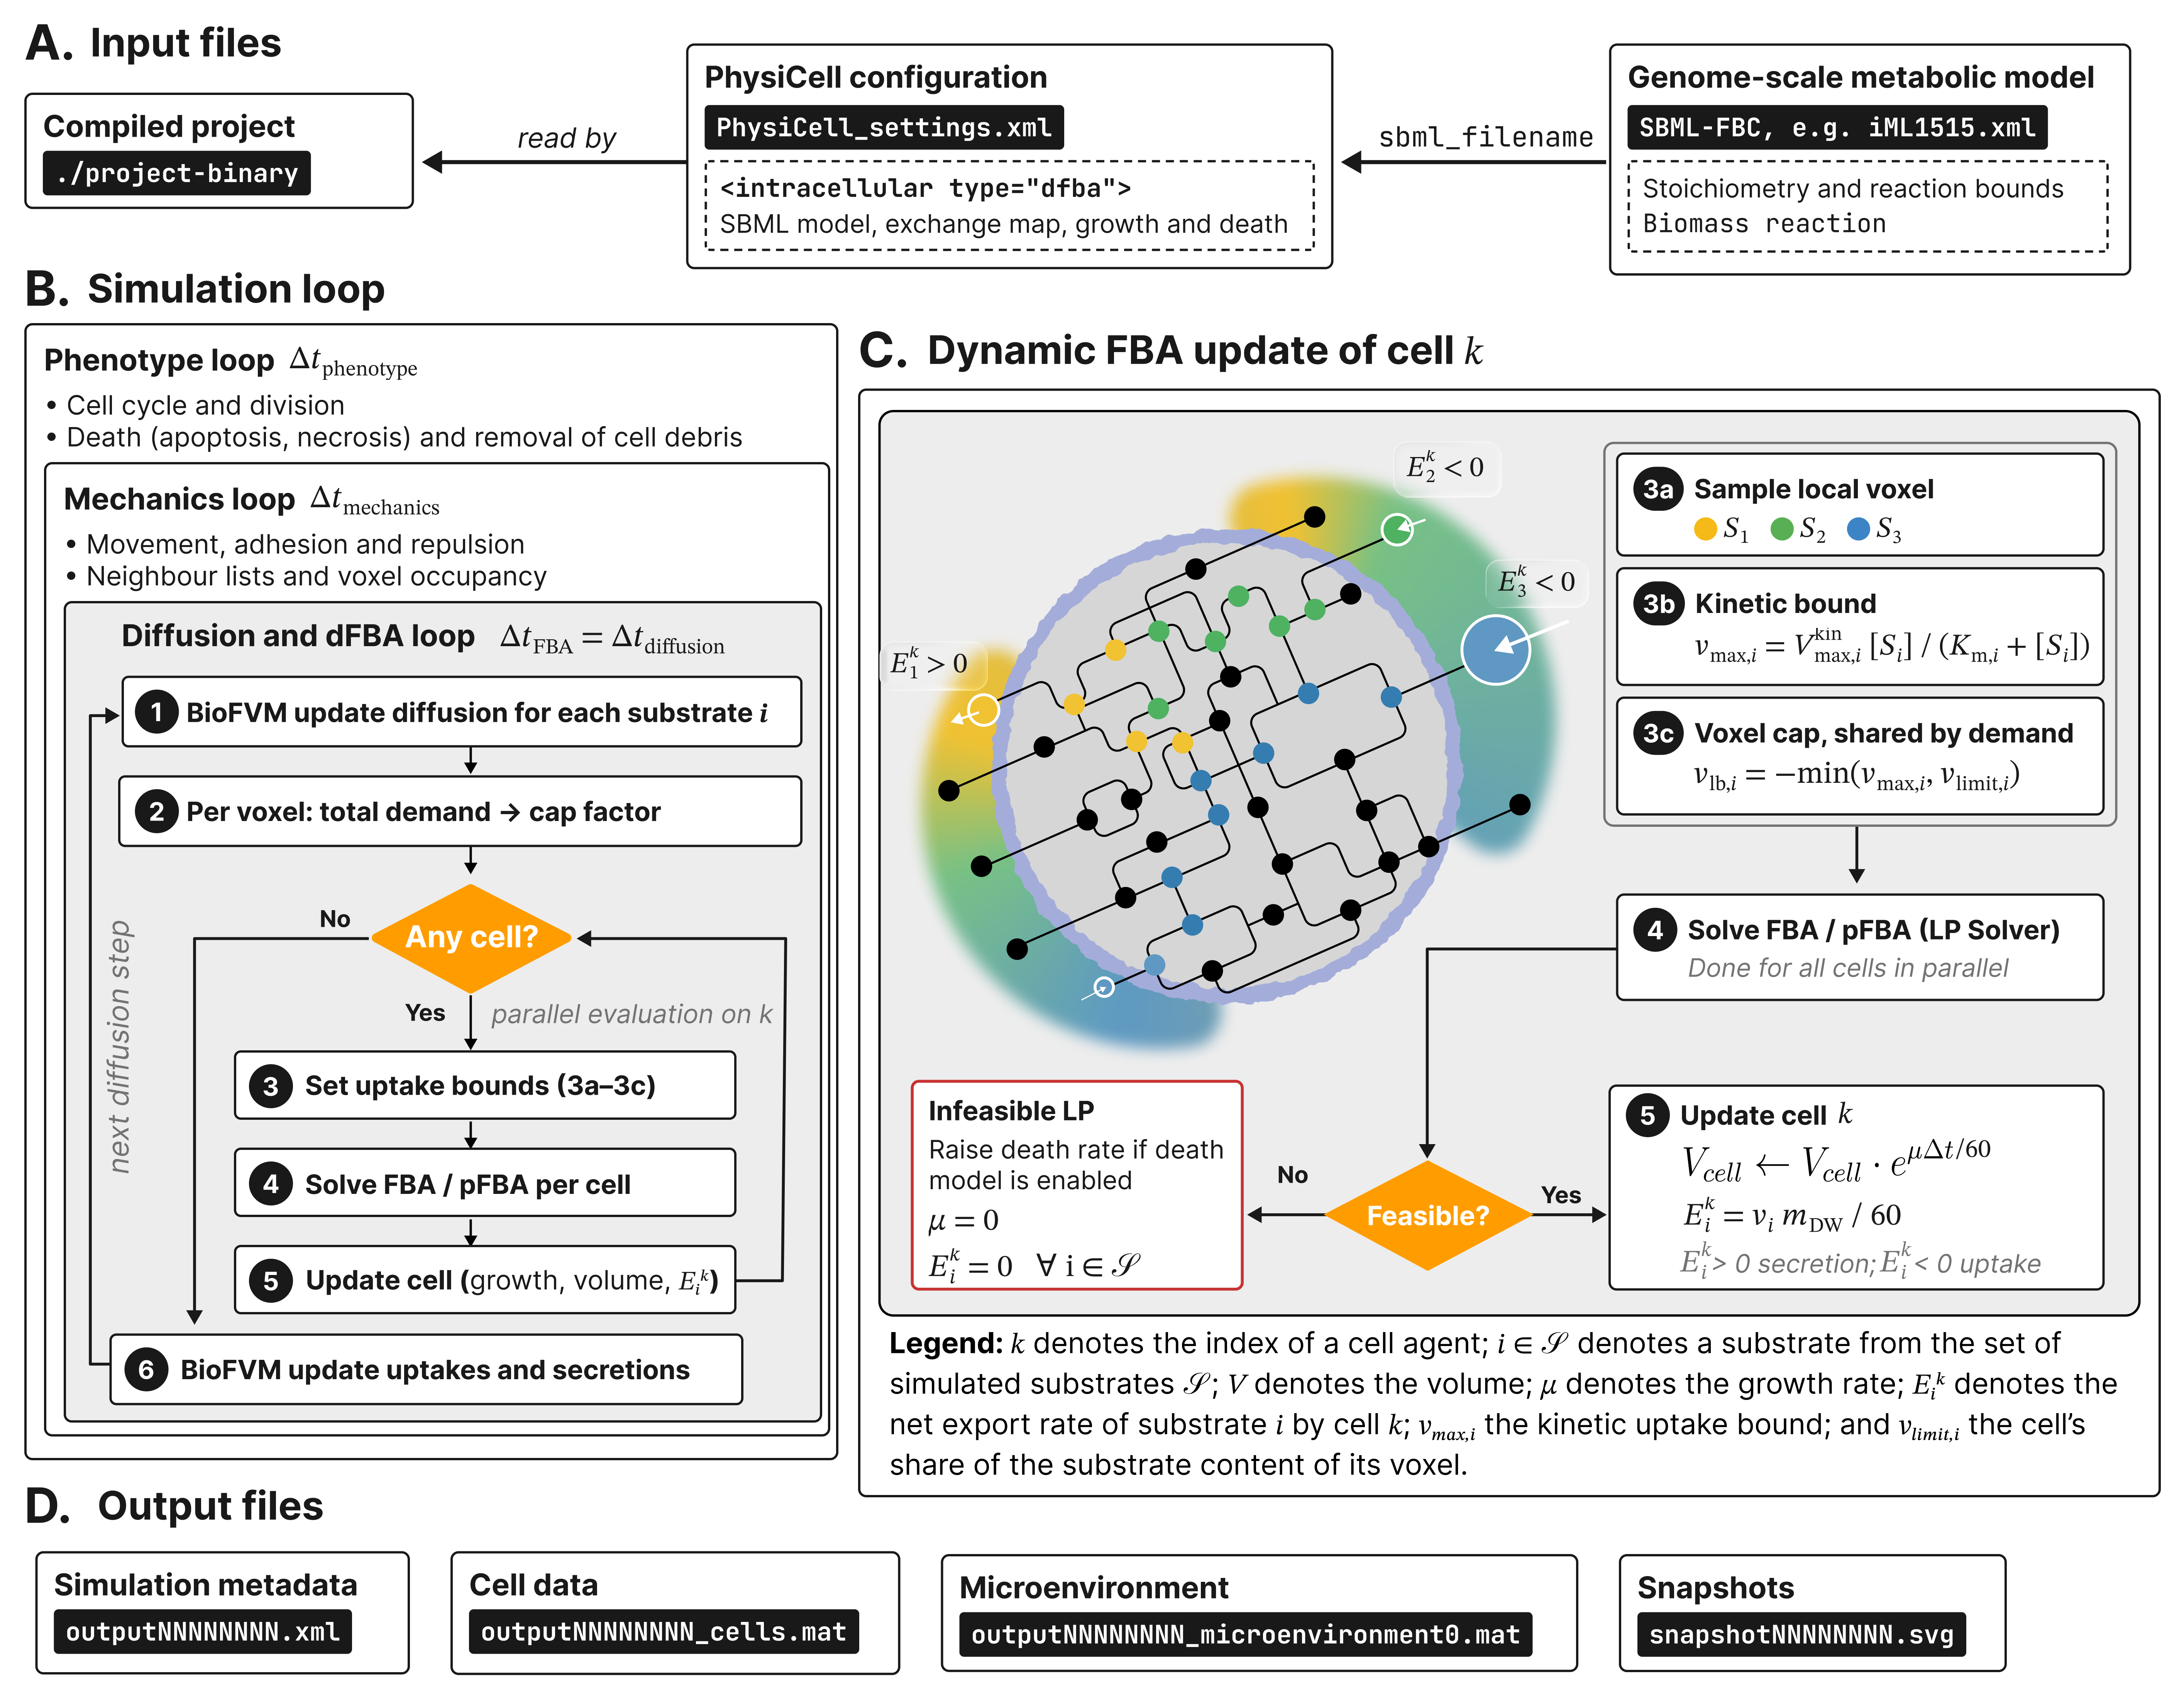 A. Input files
Compiled project
./project-binary
read by
PhysiCell configuration
PhysiCell_settings.xml
<intracellular type="dfba">
SBML model, exchange map, growth and death
sbml_filename
Genome-scale metabolic model
SBML-FBC, e.g. iML1515.xml
Stoichiometry and reaction bounds
Biomass reaction
B. Simulation loop
Phenotype loop Δt_phenotype
• Cell cycle and division
• Death (apoptosis, necrosis) and removal of cell debris
Mechanics loop Δt_mechanics
• Movement, adhesion and repulsion
• Neighbour lists and voxel occupancy
Diffusion and dFBA loop Δt_FBA = Δt_diffusion
1 BioFVM update diffusion for each substrate i
2 Per voxel: total demand → cap factor
Any cell?
No
Yes
parallel evaluation on k
next diffusion step
3 Set uptake bounds (3a–3c)
4 Solve FBA / pFBA per cell
5 Update cell (growth, volume, E_i^k)
6 BioFVM update uptakes and secretions
C. Dynamic FBA update of cell k
E_2^k < 0
E_3^k < 0
E_1^k > 0
3a Sample local voxel
S_1 S_2 S_3
3b Kinetic bound
v_max,i = V_max,i^kin [S_i] / (K_m,i + [S_i])
3c Voxel cap, shared by demand
v_lb,i = −min(v_max,i, v_limit,i)
4 Solve FBA / pFBA (LP Solver)
Done for all cells in parallel
Feasible?
No
Yes
Infeasible LP
Raise death rate if death
model is enabled
μ = 0
E_i^k = 0 ∀ i ∈ 𝒮
5 Update cell k
V_cell ← V_cell · e^μΔt/60
E_i^k = v_i m_DW / 60
E_i^k > 0 secretion; E_i^k < 0 uptake
Legend: k denotes the index of a cell agent; i ∈ 𝒮 denotes a substrate from the set of
simulated substrates 𝒮; V denotes the volume; μ denotes the growth rate; E_i^k denotes the
net export rate of substrate i by cell k; v_max,i the kinetic uptake bound; and v_limit,i the cell’s
share of the substrate content of its voxel.
D. Output files
Simulation metadata
outputNNNNNNNN.xml
Cell data
outputNNNNNNNN_cells.mat
Microenvironment
outputNNNNNNNN_microenvironment0.mat
Snapshots
snapshotNNNNNNNN.svg